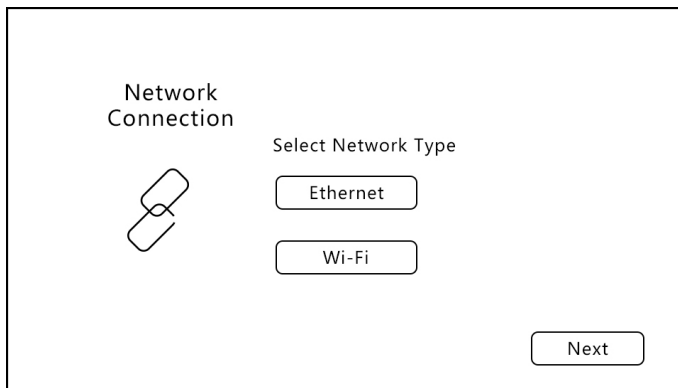 Network
Connection
Select Network Type
Ethernet
Wi-Fi
Next